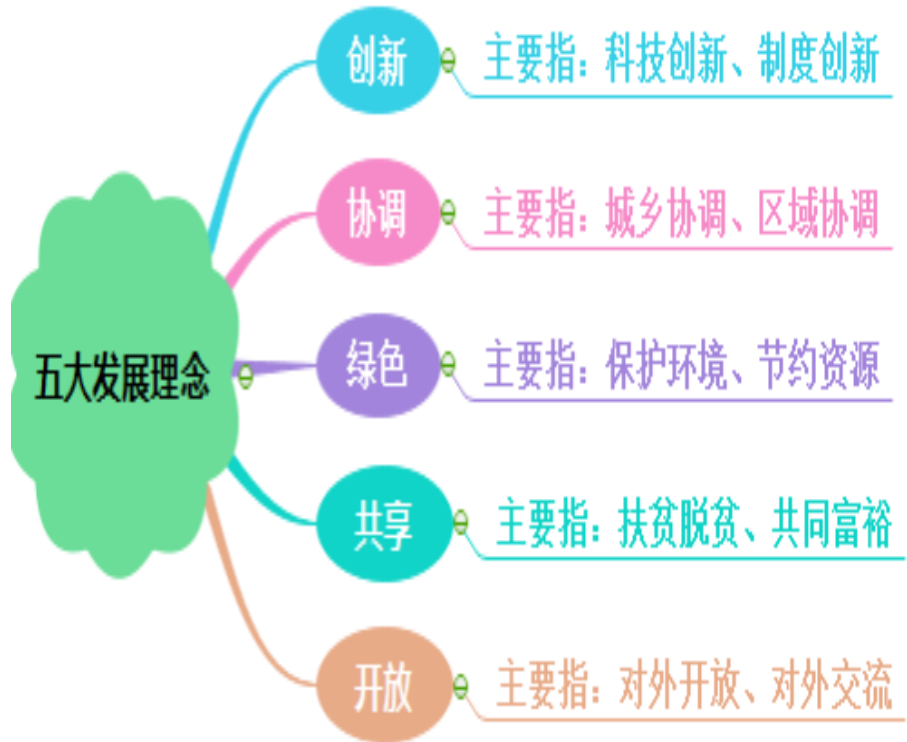 五大发展理念
创新
主要指：科技创新、制度创新
协调
主要指：城乡协调、区域协调
绿色
主要指：保护环境、节约资源
共享
主要指：扶贫脱贫、共同富裕
开放
主要指：对外开放、对外交流